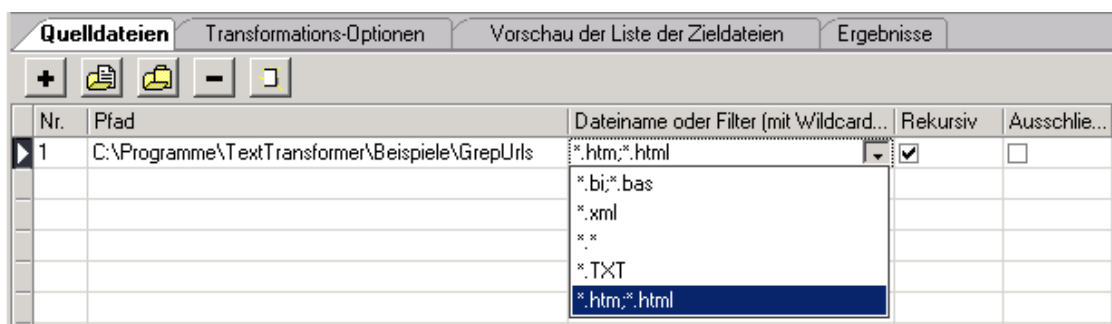 Quelldateien Transformations-Optionen Vorschau der Liste der Zieldateien Ergebnisse
Nr. Pfad Dateiname oder Filter (mit Wildcard... Rekursiv Ausschlie...
1 C:\Programme\TextTransformer\Beispiele\GrepUrls *.htm;*.html
*.bi;*.bas
*.xml
*.*
*.TXT
*.htm;*.html